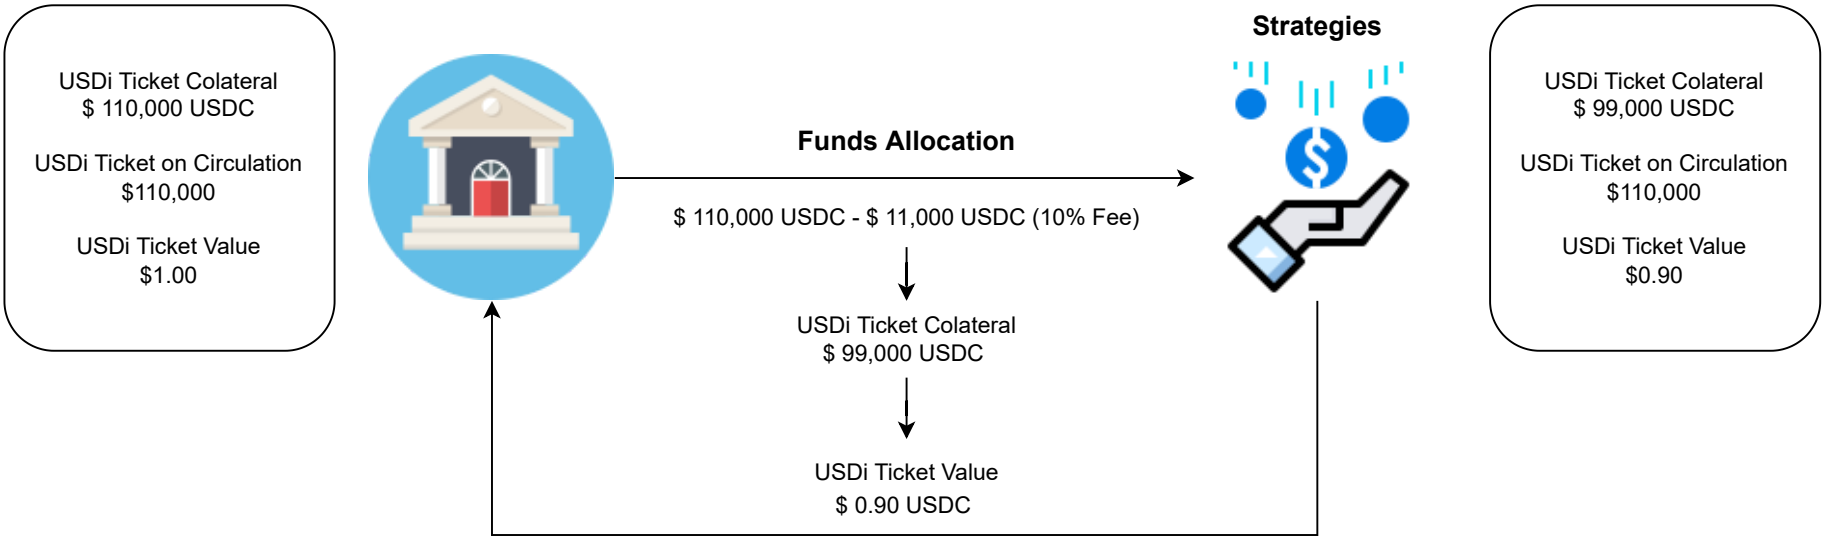 USDi Ticket Colateral
$ 110,000 USDC
USDi Ticket on Circulation
$110,000
USDi Ticket Value
$1.00
Funds Allocation
$ 110,000 USDC - $ 11,000 USDC (10% Fee)
USDi Ticket Colateral
$ 99,000 USDC
USDi Ticket Value
$ 0.90 USDC
Strategies
$
USDi Ticket Colateral
$ 99,000 USDC
USDi Ticket on Circulation
$110,000
USDi Ticket Value
$0.90